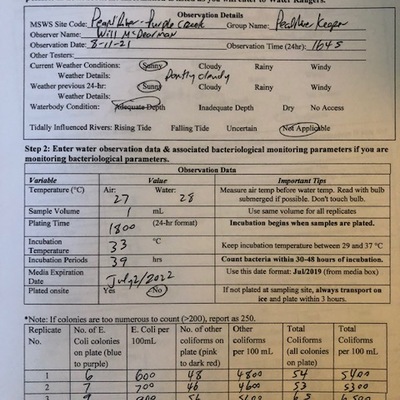 Observation Details
MSWS Site Code: Pearl River - Purple Creek Group Name: Pearl River Keeper
Observer Name: Will McDearman
Observation Date: 8-11-21 Observation Time (24hr): 1645
Other Testers:
Current Weather Conditions: Sunny Cloudy Rainy Windy
Weather Details: Partly cloudy
Weather previous 24-hr: Sunny Cloudy Rainy Windy
Weather Details:
Waterbody Condition: Adequate Depth Inadequate Depth Dry No Access
Tidally Influenced Rivers: Rising Tide Falling Tide Uncertain Not Applicable
Step 2: Enter water observation data & associated bacteriological monitoring parameters if you are
monitoring bacteriological parameters.
Observation Data
Variable Value Important Tips
Temperature (°C) Air: 27 Water: 28 Measure air temp before water temp. Read with bulb
submerged if possible. Don't touch bulb.
Sample Volume 1 mL Use same volume for all replicates
Plating Time 1800 (24-hr format) Incubation begins when samples are plated.
Incubation
Temperature 33 °C Keep incubation temperature between 29 and 37 °C
Incubation Periods 39 hrs Count bacteria within 30-48 hours of incubation.
Media Expiration
Date July 2/2022 Use this date format: Jul/2019 (from media box)
Plated onsite Yes No If not plated at sampling site, always transport on
ice and plate within 3 hours.
*Note: If colonies are too numerous to count (>200), report as 250.
Replicate No. No. of E. Coli colonies on plate (blue to purple) E. Coli per 100mL No. of other coliforms on plate (pink to dark red) Other coliforms per 100 mL Total Coliforms (all colonies on plate) Total Coliforms per 100 mL
1 6 600 48 4800 54 5400
2 7 700 46 4600 53 5300
3 9 900 56 63